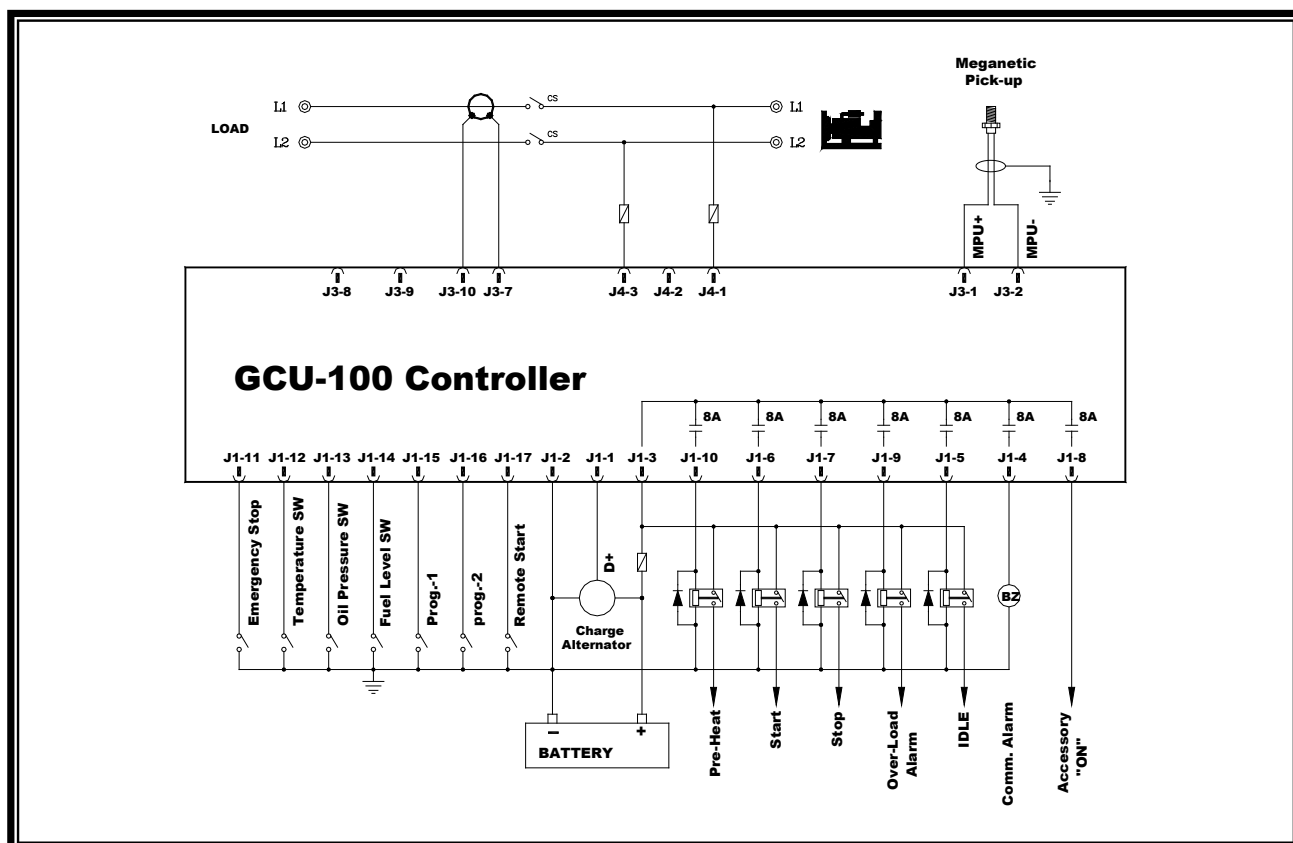 Meganetic
Pick-up
L1
CS
L1
LOAD
L2
CS
L2
MPU+
MPU-
J3-8
J3-9
J3-10
J3-7
J4-3
J4-2
J4-1
J3-1
J3-2
GCU-100 Controller
8A
8A
8A
8A
8A
8A
8A
J1-11
J1-12
J1-13
J1-14
J1-15
J1-16
J1-17
J1-2
J1-1
J1-3
J1-10
J1-6
J1-7
J1-9
J1-5
J1-4
J1-8
Emergency Stop
Temperature SW
Oil Pressure SW
Fuel Level SW
Prog.-1
prog.-2
Remote Start
D+
Charge
Alternator
BZ
−
+
BATTERY
Pre-Heat
Start
Stop
Over-Load
Alarm
IDLE
Comm. Alarm
Accessory
"ON"